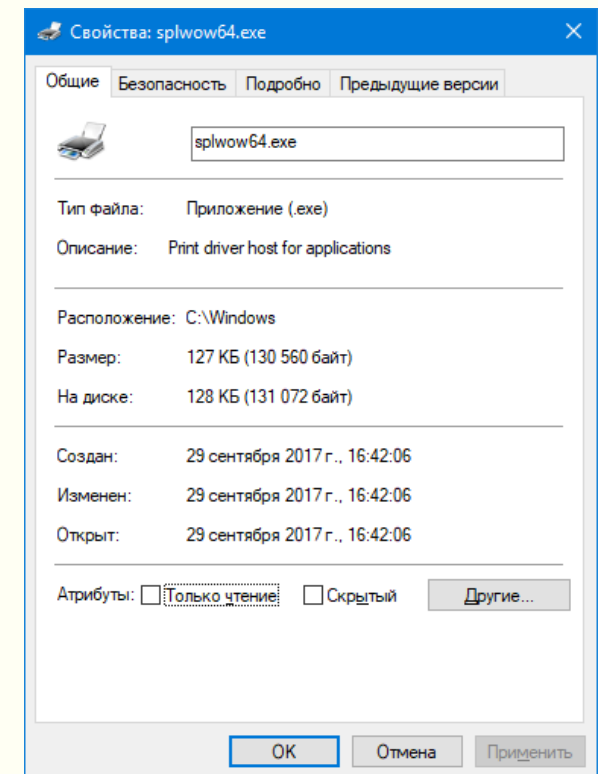 Свойства: splwow64.exe
Общие Безопасность Подробно Предыдущие версии
splwow64.exe
Тип файла: Приложение (.exe)
Описание: Print driver host for applications
Расположение: C:\Windows
Размер: 127 КБ (130 560 байт)
На диске: 128 КБ (131 072 байт)
Создан: 29 сентября 2017 г., 16:42:06
Изменен: 29 сентября 2017 г., 16:42:06
Открыт: 29 сентября 2017 г., 16:42:06
Атрибуты: Только чтение Скрытый Другие...
OK Отмена Применить